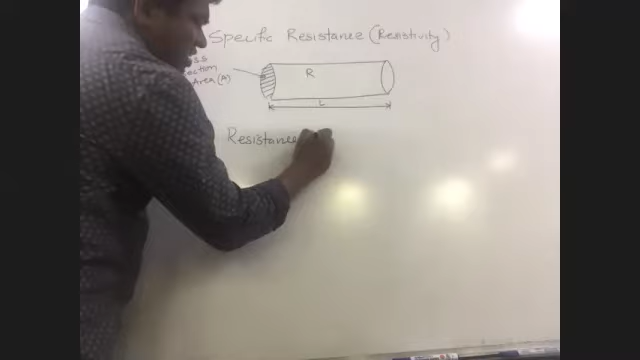 Specific Resistance (Resistivity)
Area (A)
R
L
Resistance